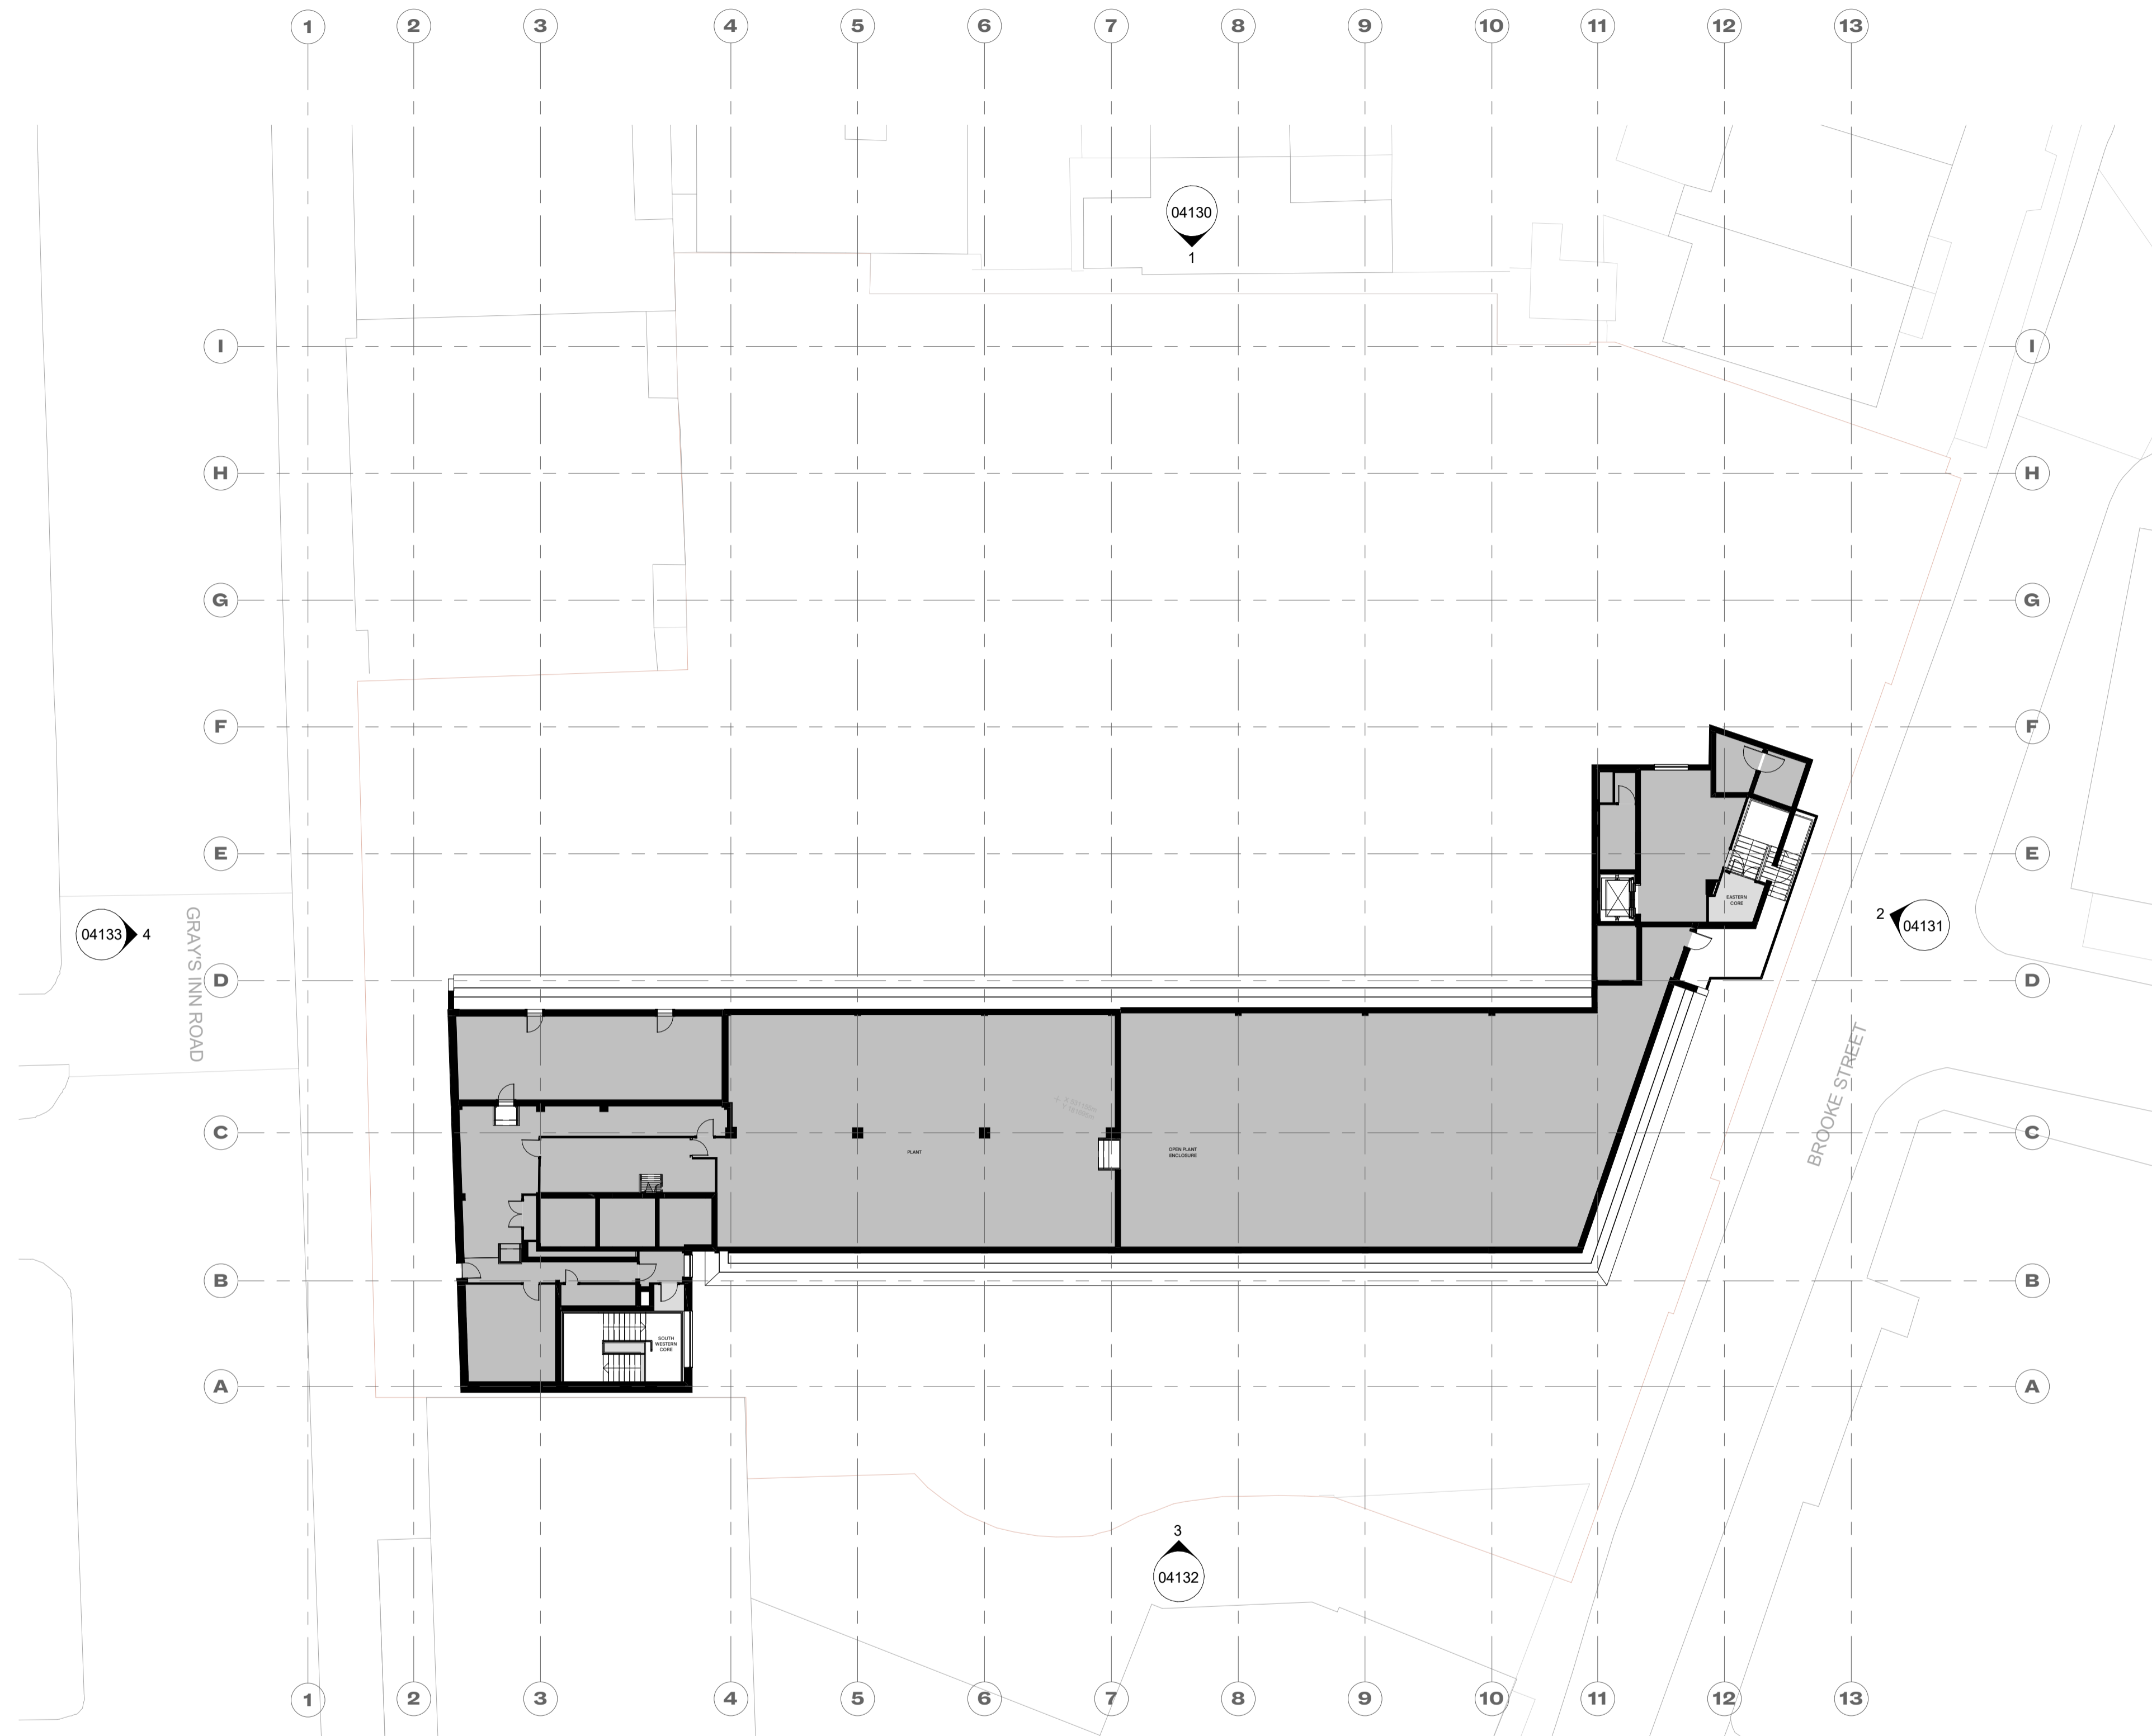 1 2 3 4 5 6 7 8 9 10 11 12 13
04130
1
I I
H H
G G
F F
E E
EASTERN
CORE
GRAY'S INN ROAD
04133 4
2 04131
D D
BROOKE STREET
C C
PLANT
OPEN PLANT
ENCLOSURE
B B
SOUTH
WESTERN
CORE
A A
3
04132
1 2 3 4 5 6 7 8 9 10 11 12 13